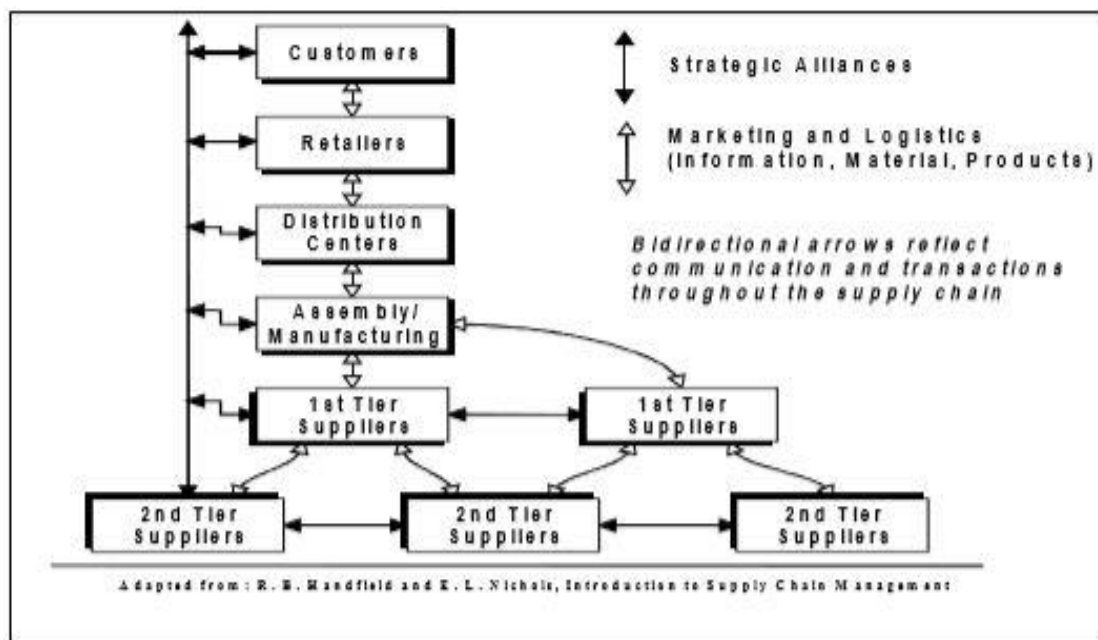 Customers
Strategic Alliances
Retailers
Marketing and Logistics
(Information, Material, Products)
Distribution
Centers
Bidirectional arrows reflect
communication and transactions
throughout the supply chain
Assembly/
Manufacturing
1st Tier
Suppliers
1st Tier
Suppliers
2nd Tier
Suppliers
2nd Tier
Suppliers
2nd Tier
Suppliers
Adapted from: R. B. Handfield and E. L. Nichols, Introduction to Supply Chain Management